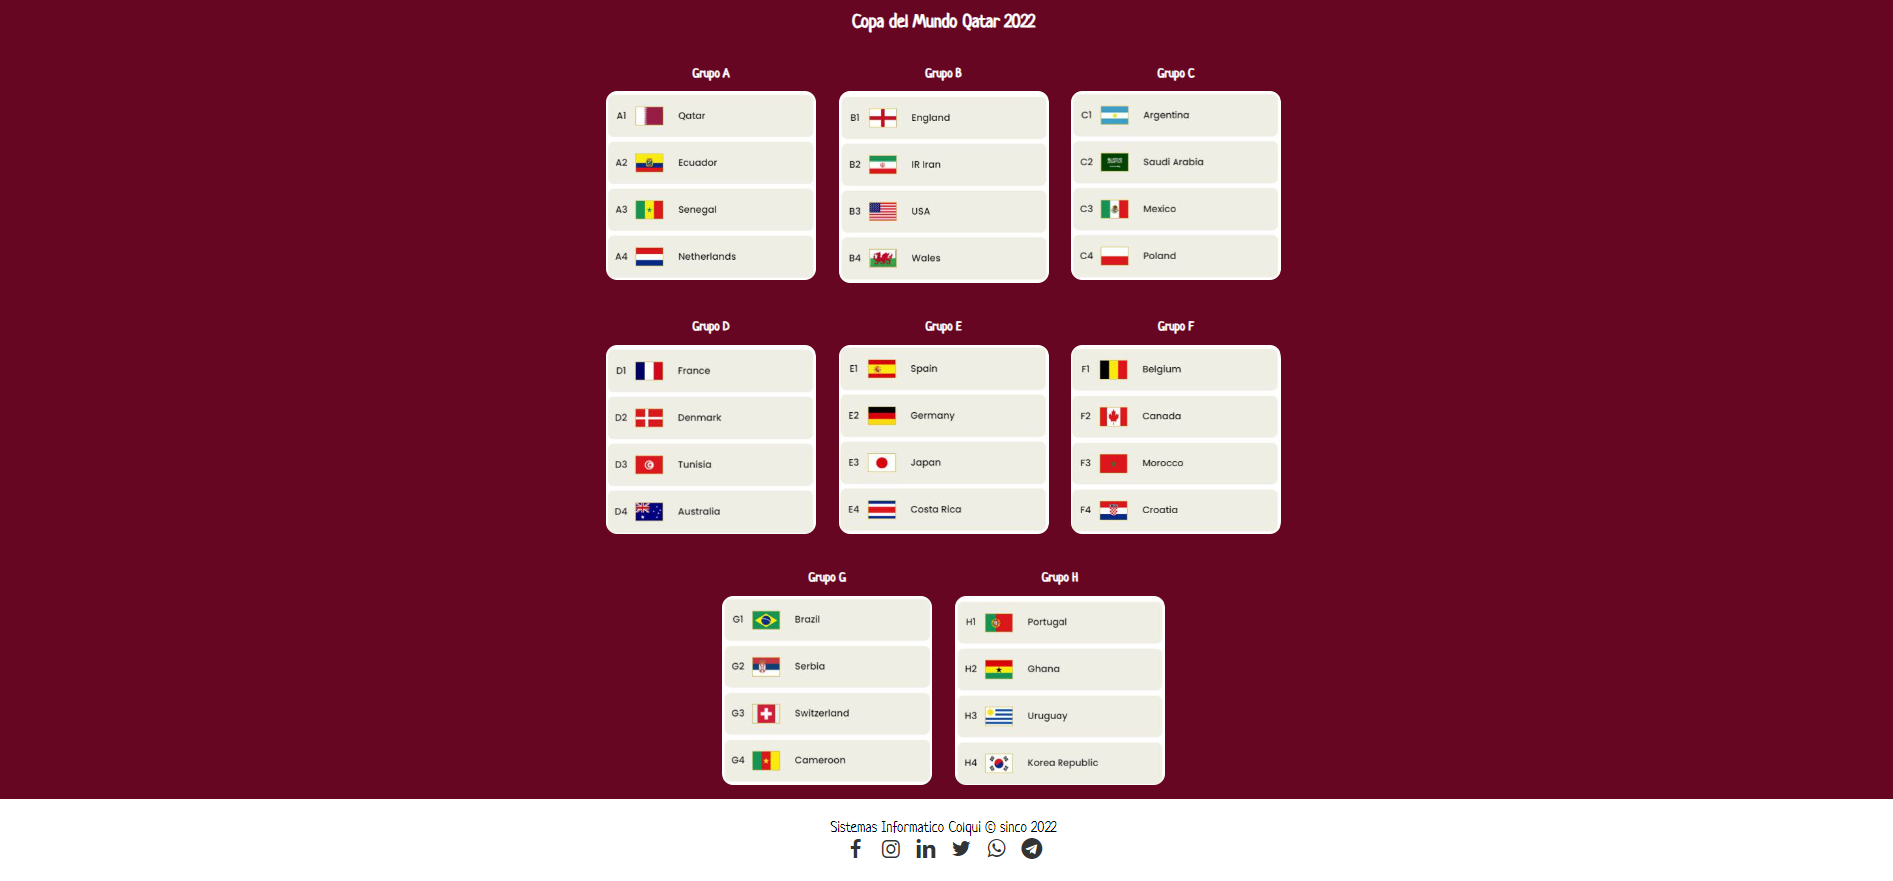 Copa del Mundo Qatar 2022
Grupo A
A1 Qatar
A2 Ecuador
A3 Senegal
A4 Netherlands
Grupo B
B1 England
B2 IR Iran
B3 USA
B4 Wales
Grupo C
C1 Argentina
C2 Saudi Arabia
C3 Mexico
C4 Poland
Grupo D
D1 France
D2 Denmark
D3 Tunisia
D4 Australia
Grupo E
E1 Spain
E2 Germany
E3 Japan
E4 Costa Rica
Grupo F
F1 Belgium
F2 Canada
F3 Morocco
F4 Croatia
Grupo G
G1 Brazil
G2 Serbia
G3 Switzerland
G4 Cameroon
Grupo H
H1 Portugal
H2 Ghana
H3 Uruguay
H4 Korea Republic
Sistemas Informatico Colqui © sinco 2022